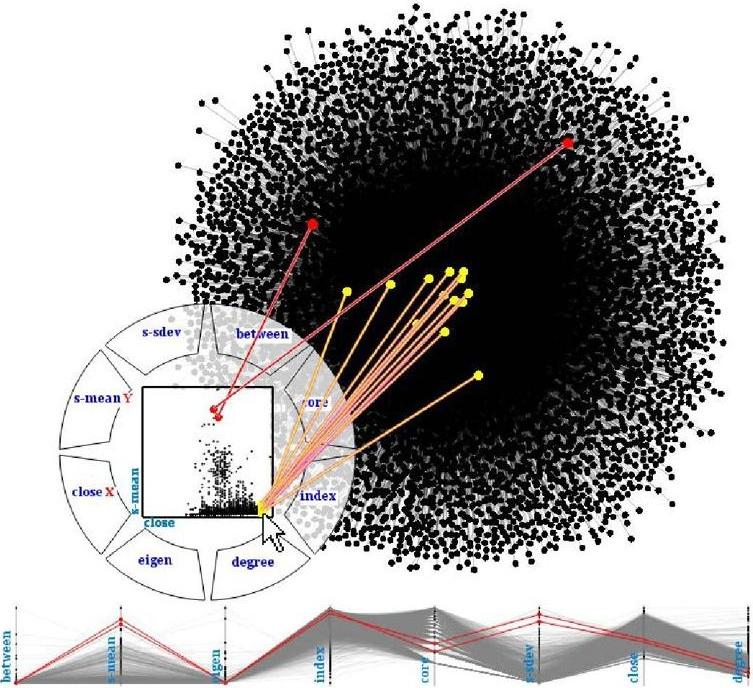 s-sdev
between
s-mean Y
core
close X
index
s-mean
close
eigen
degree
between
s-mean
eigen
index
core
s-sdev
close
degree